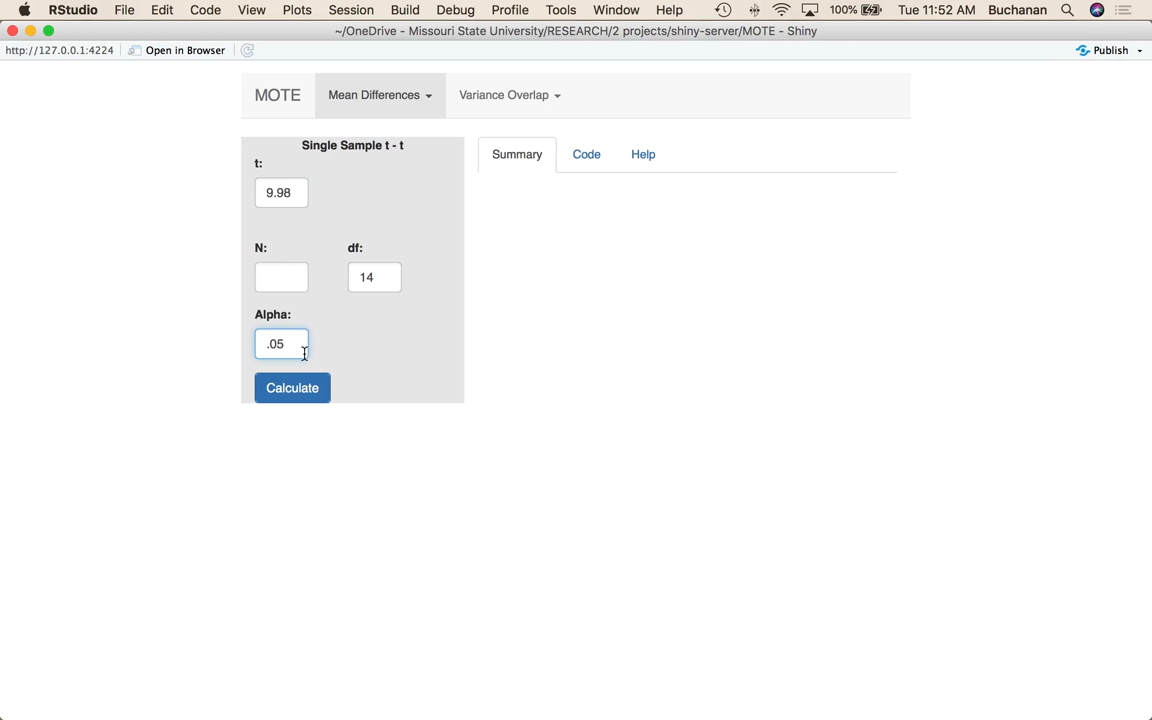 RStudio File Edit Code View Plots Session Build Debug Profile Tools Window Help 100% Tue 11:52 AM Buchanan
~/OneDrive - Missouri State University/RESEARCH/2 projects/shiny-server/MOTE - Shiny
http://127.0.0.1:4224 Open in Browser Publish
MOTE Mean Differences Variance Overlap
Single Sample t - t
Summary Code Help
t:
9.98
N: df:
14
Alpha:
.05
Calculate